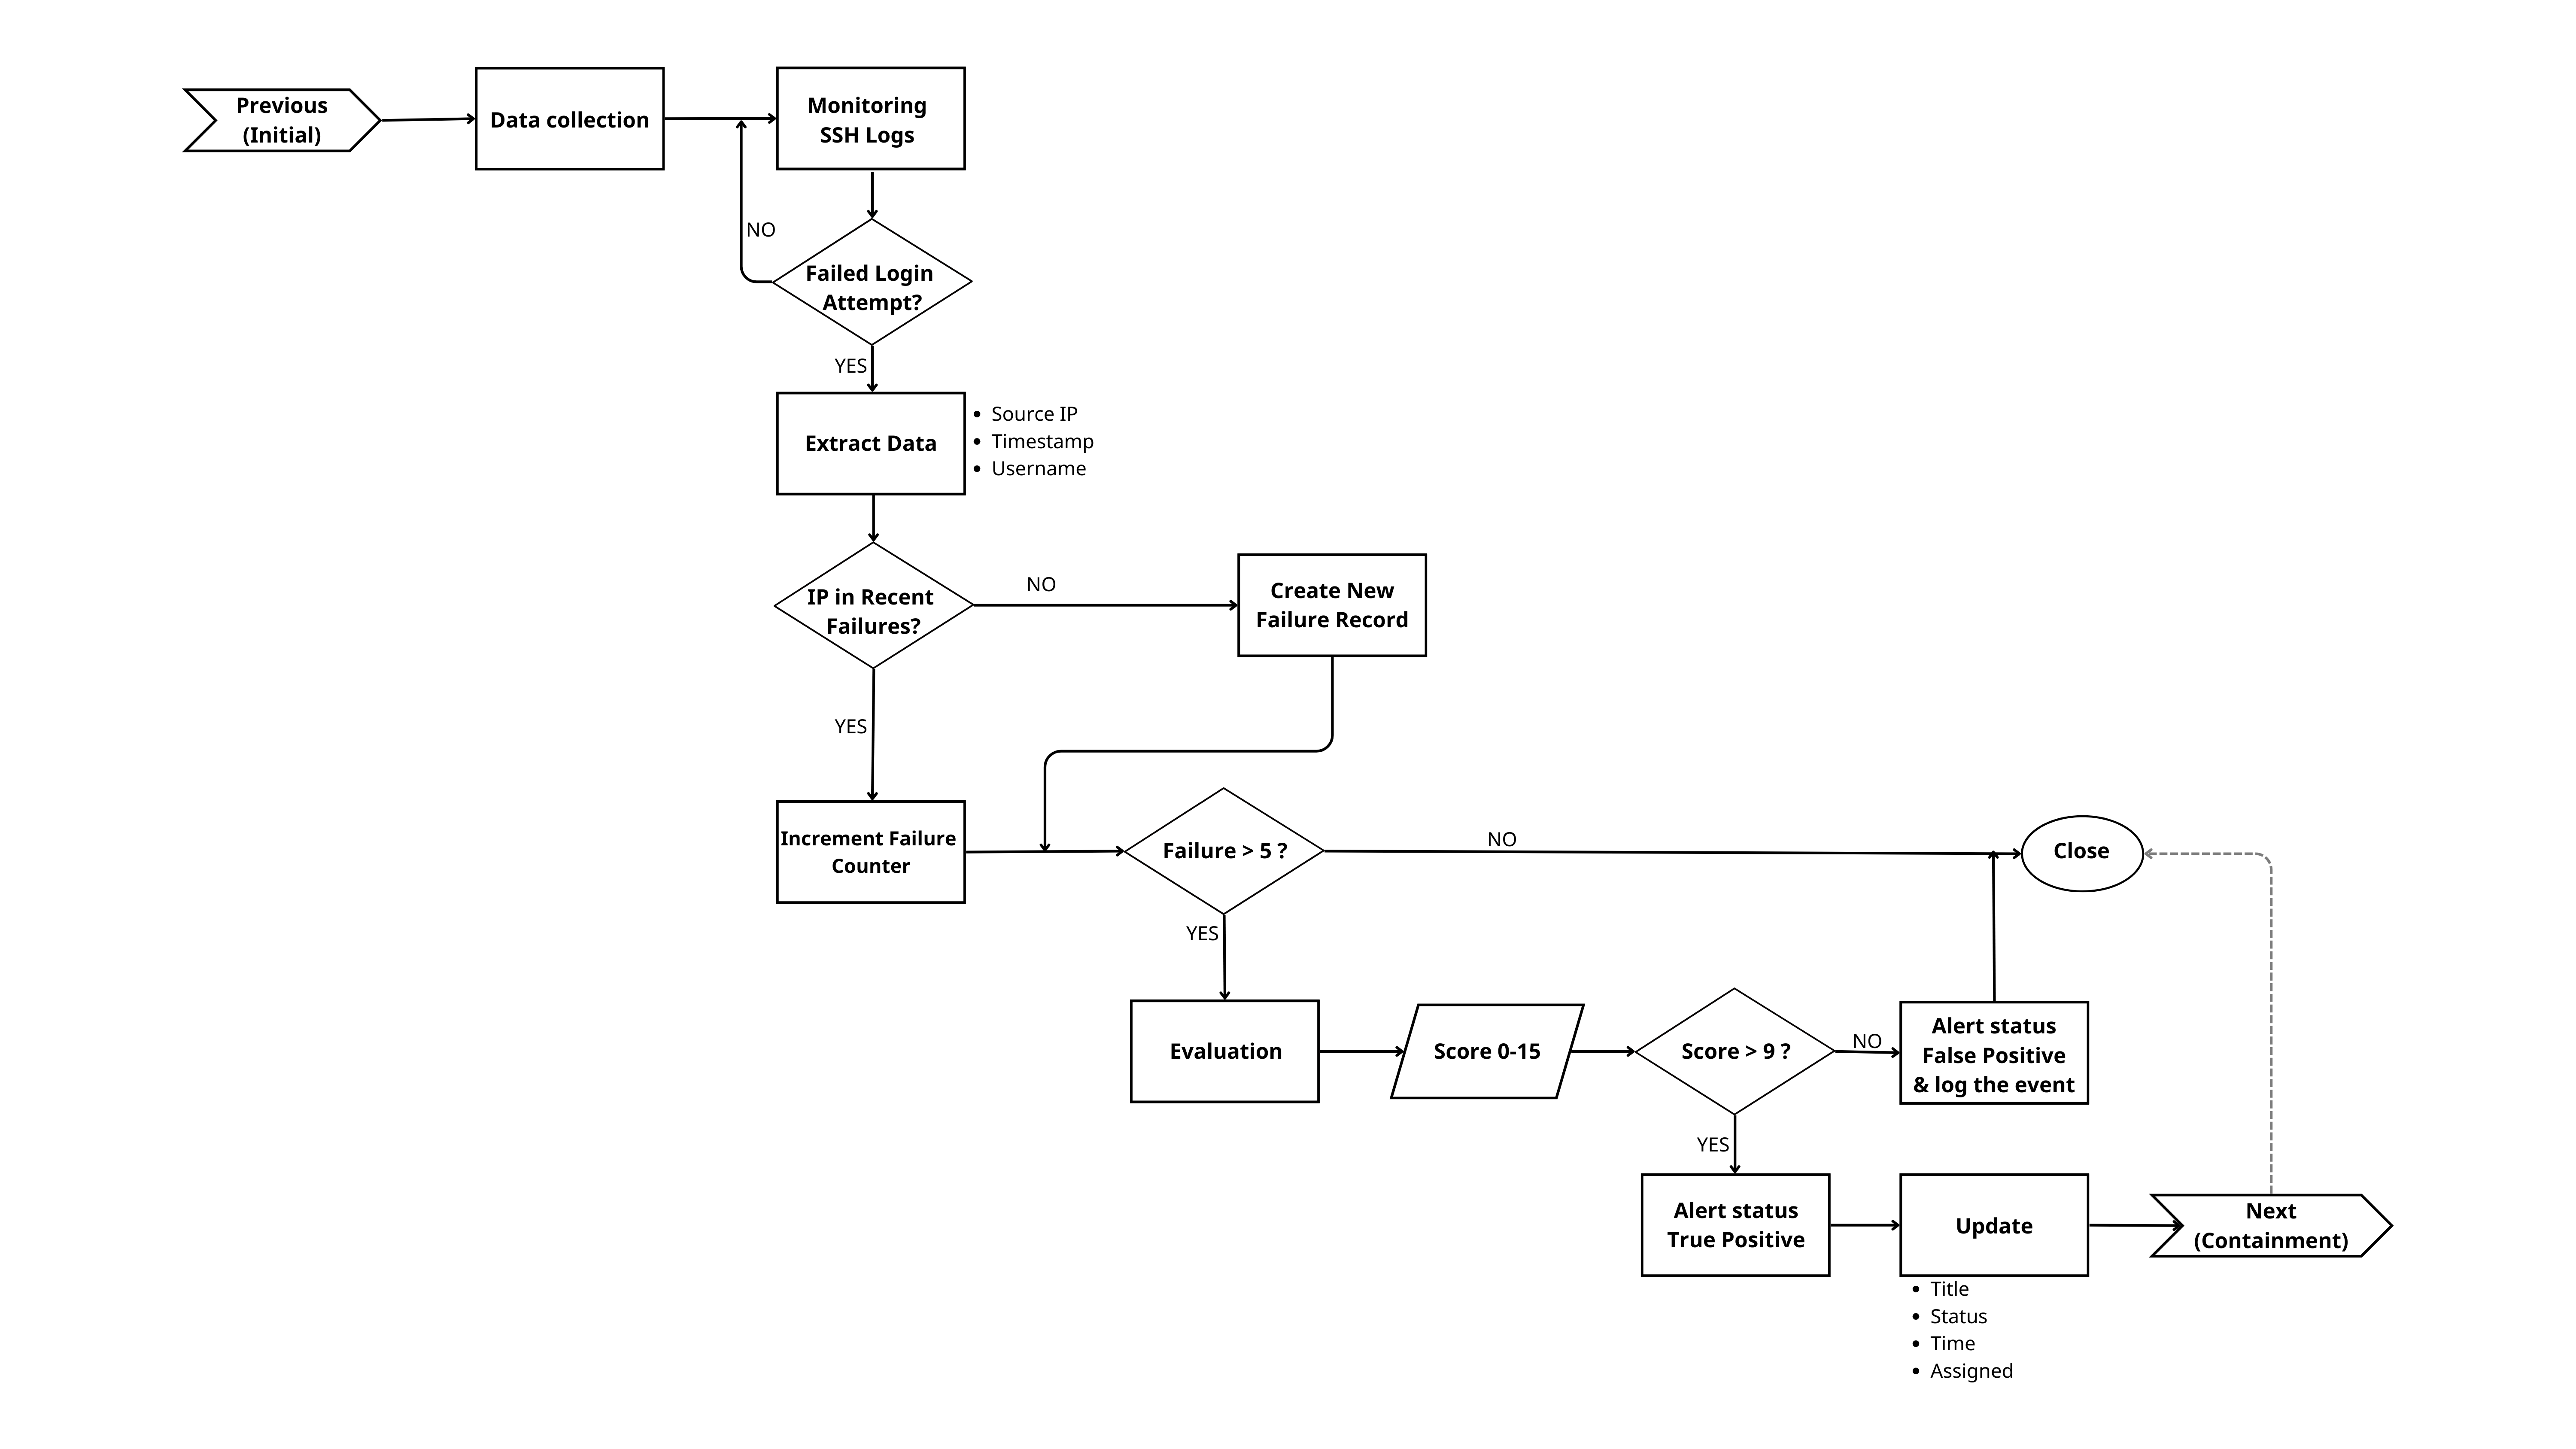 Previous
(Initial)
Data collection
Monitoring
SSH Logs
NO
Failed Login
Attempt?
YES
Extract Data
• Source IP
• Timestamp
• Username
IP in Recent
Failures?
NO
Create New
Failure Record
YES
Increment Failure
Counter
Failure > 5 ?
NO
Close
YES
Evaluation
Score 0-15
Score > 9 ?
NO
Alert status
False Positive
& log the event
YES
Alert status
True Positive
Update
Next
(Containment)
• Title
• Status
• Time
• Assigned